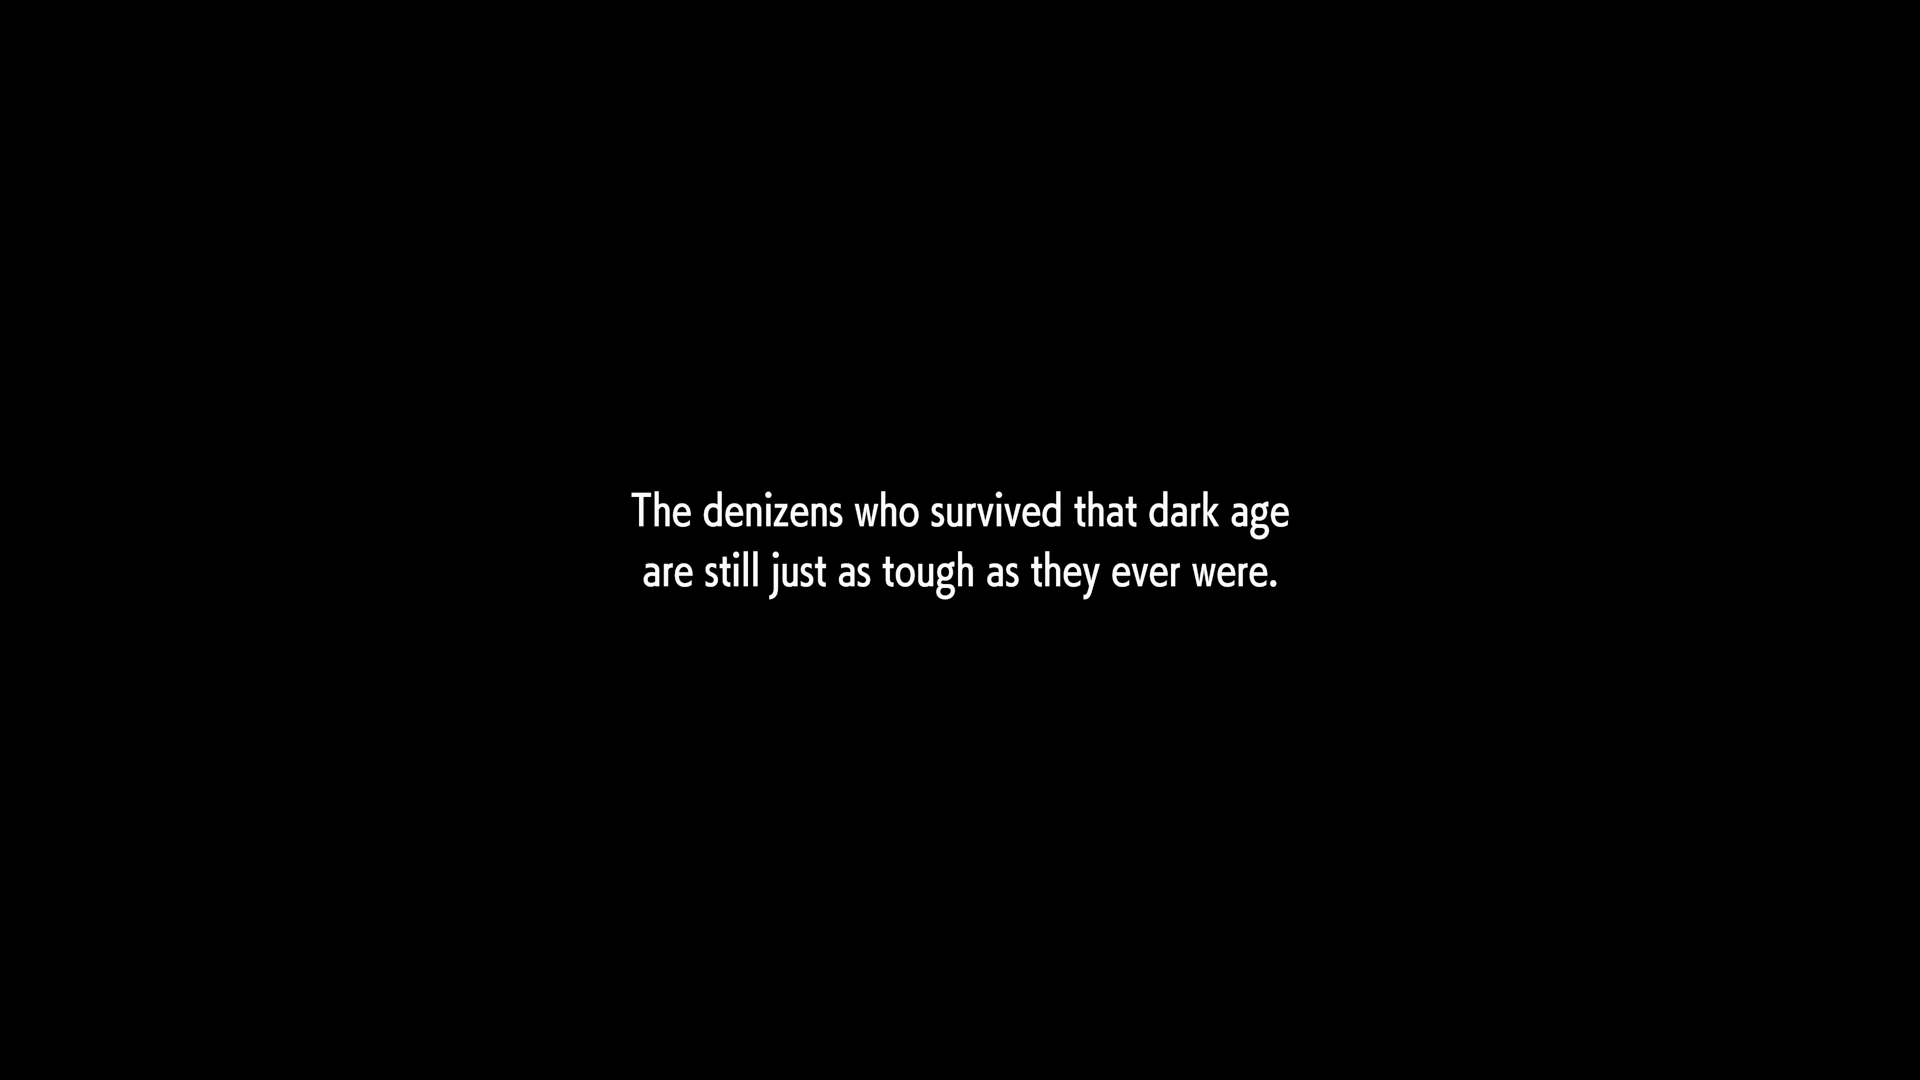 The denizens who survived that dark age
are still just as tough as they ever were.